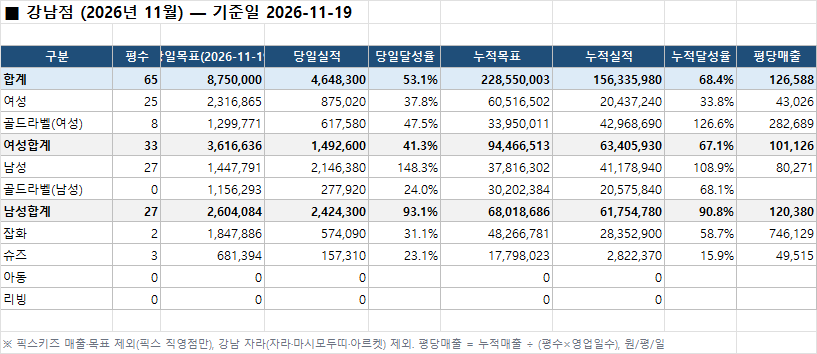 ■ 강남점 (2026년 11월) — 기준일 2026-11-19
구분 평수 당일목표(2026-11-19 당일실적 당일달성율 누적목표 누적실적 누적달성율 평당매출
합계 65 8,750,000 4,648,300 53.1% 228,550,003 156,335,980 68.4% 126,588
여성 25 2,316,865 875,020 37.8% 60,516,502 20,437,240 33.8% 43,026
골드라벨(여성) 8 1,299,771 617,580 47.5% 33,950,011 42,968,690 126.6% 282,689
여성합계 33 3,616,636 1,492,600 41.3% 94,466,513 63,405,930 67.1% 101,126
남성 27 1,447,791 2,146,380 148.3% 37,816,302 41,178,940 108.9% 80,271
골드라벨(남성) 0 1,156,293 277,920 24.0% 30,202,384 20,575,840 68.1%
남성합계 27 2,604,084 2,424,300 93.1% 68,018,686 61,754,780 90.8% 120,380
잡화 2 1,847,886 574,090 31.1% 48,266,781 28,352,900 58.7% 746,129
슈즈 3 681,394 157,310 23.1% 17,798,023 2,822,370 15.9% 49,515
아동 0 0 0 0
리빙 0 0 0 0
※ 픽스키즈 매출·목표 제외(픽스 직영점만), 강남 자라(자라·마시모두띠·아르켓) 제외. 평당매출 = 누적매출 ÷ (평수×영업일수), 원/평/일